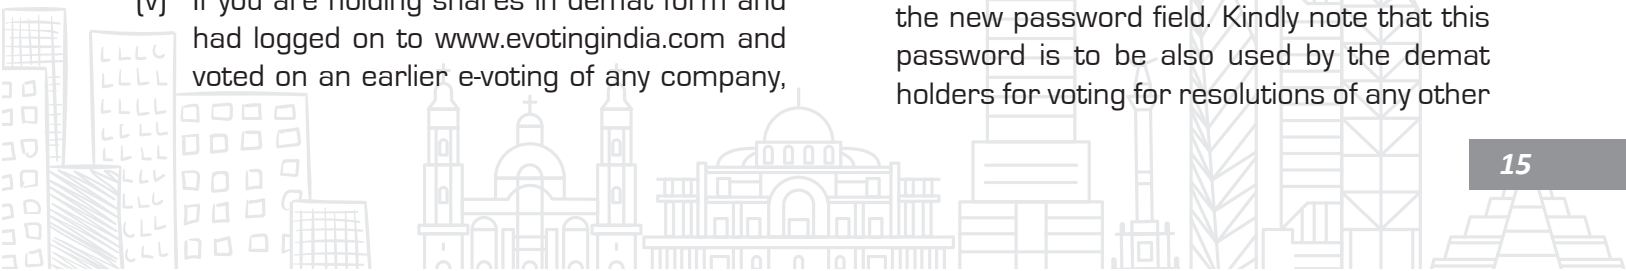 (v) If you are holding shares in demat form and
had logged on to www.evotingindia.com and
voted on an earlier e-voting of any company,
the new password field. Kindly note that this
password is to be also used by the demat
holders for voting for resolutions of any other
15